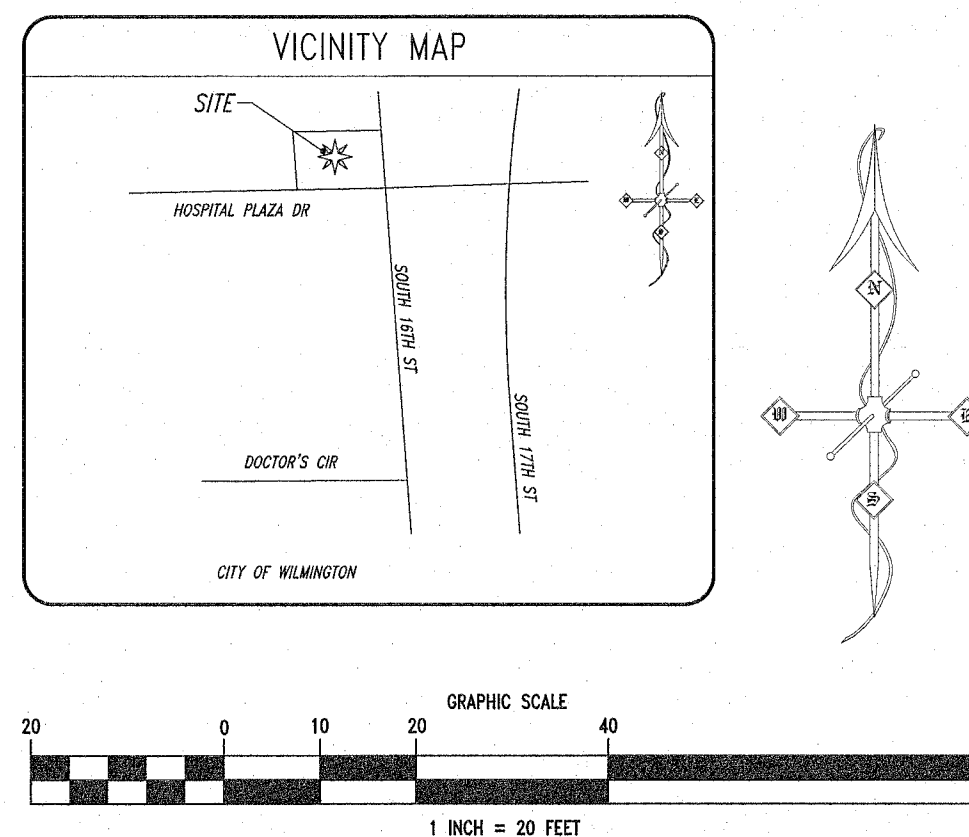 VICINITY MAP
SITE
HOSPITAL PLAZA DR
SOUTH 16TH ST
SOUTH 17TH ST
DOCTOR'S CIR
CITY OF WILMINGTON
N
W
E
S
GRAPHIC SCALE
20 0 10 20 40
1 INCH = 20 FEET